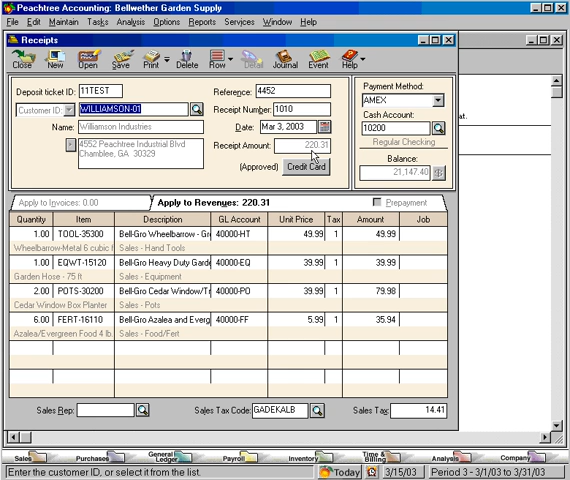 Peachtree Accounting: Bellwether Garden Supply
File Edit Maintain Tasks Analysis Options Reports Services Window Help
Receipts
Close New Open Save Print Delete Row Detail Journal Event Help
Deposit ticket ID: 11TEST
Reference: 4452
Payment Method:
AMEX
Customer ID: WILLIAMSON-01
Receipt Number: 1010
Cash Account:
10200
Name: Williamson Industries
Date: Mar 3, 2003
Regular Checking
4552 Peachtree Industrial Blvd
Chamblee, GA 30329
Receipt Amount: 220.31
(Approved) Credit Card
Balance:
21,147.40
at.
Apply to Invoices: 0.00 Apply to Revenues: 220.31 Prepayment
Quantity Item Description GL Account Unit Price Tax Amount Job
1.00 TOOL-35300 Bell-Gro Wheelbarrow - Gr 40000-HT 49.99 1 49.99
Wheelbarrow-Metal 6 cubic f Sales - Hand Tools
1.00 EQWT-15120 Bell-Gro Heavy Duty Garde 40000-EQ 39.99 1 39.99
Garden Hose - 75 ft Sales - Equipment
2.00 POTS-30200 Bell-Gro Cedar Window/Tr 40000-PO 39.99 1 79.98
Cedar Window Box Planter Sales - Pots
6.00 FERT-16110 Bell-Gro Azalea and Everg 40000-FF 5.99 1 35.94
Azalea/Evergreen Food 4 lb. Sales - Food/Fert
Sales Rep: Sales Tax Code: GADEKALB Sales Tax: 14.41
Sales Purchases General Ledger Payroll Inventory Time & Billing Analysis Company
Enter the customer ID, or select it from the list. Today 3/15/03 Period 3 - 3/1/03 to 3/31/03